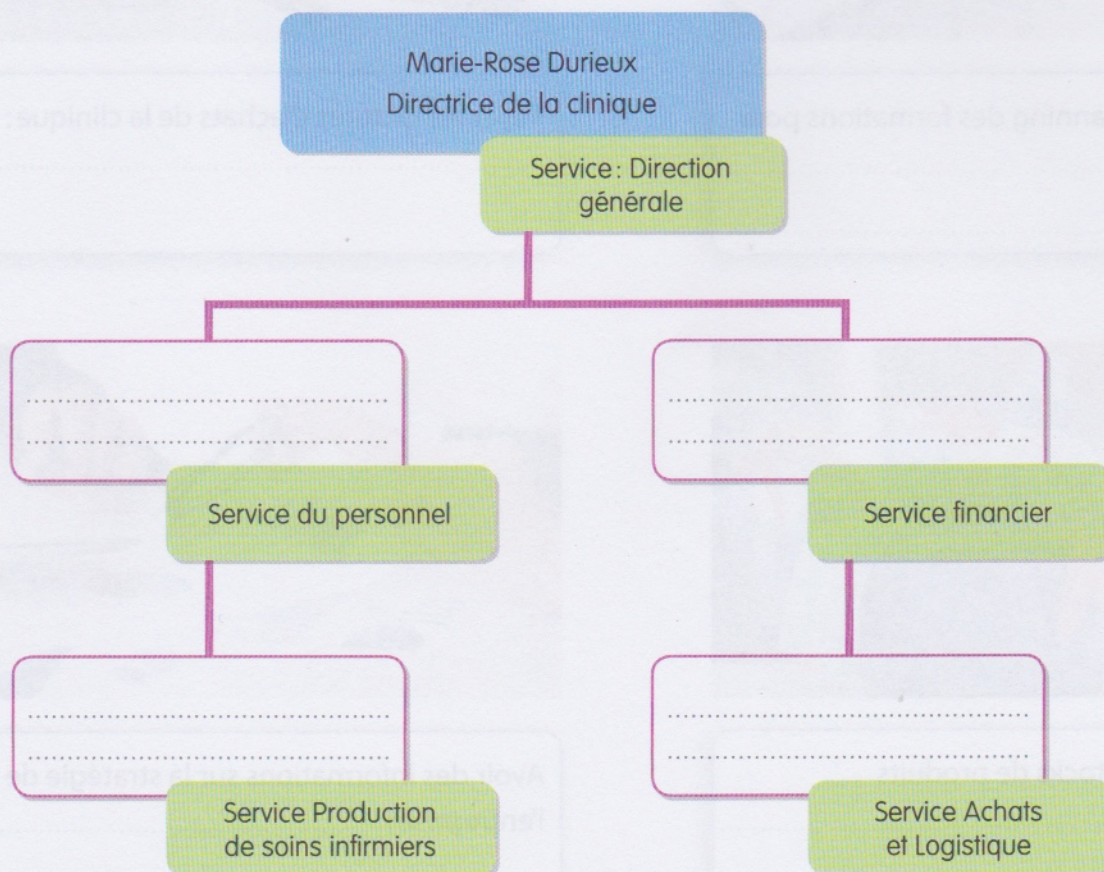 Marie-Rose Durieux
Directrice de la clinique
Service : Direction
générale
Service du personnel
Service financier
Service Production
de soins infirmiers
Service Achats
et Logistique